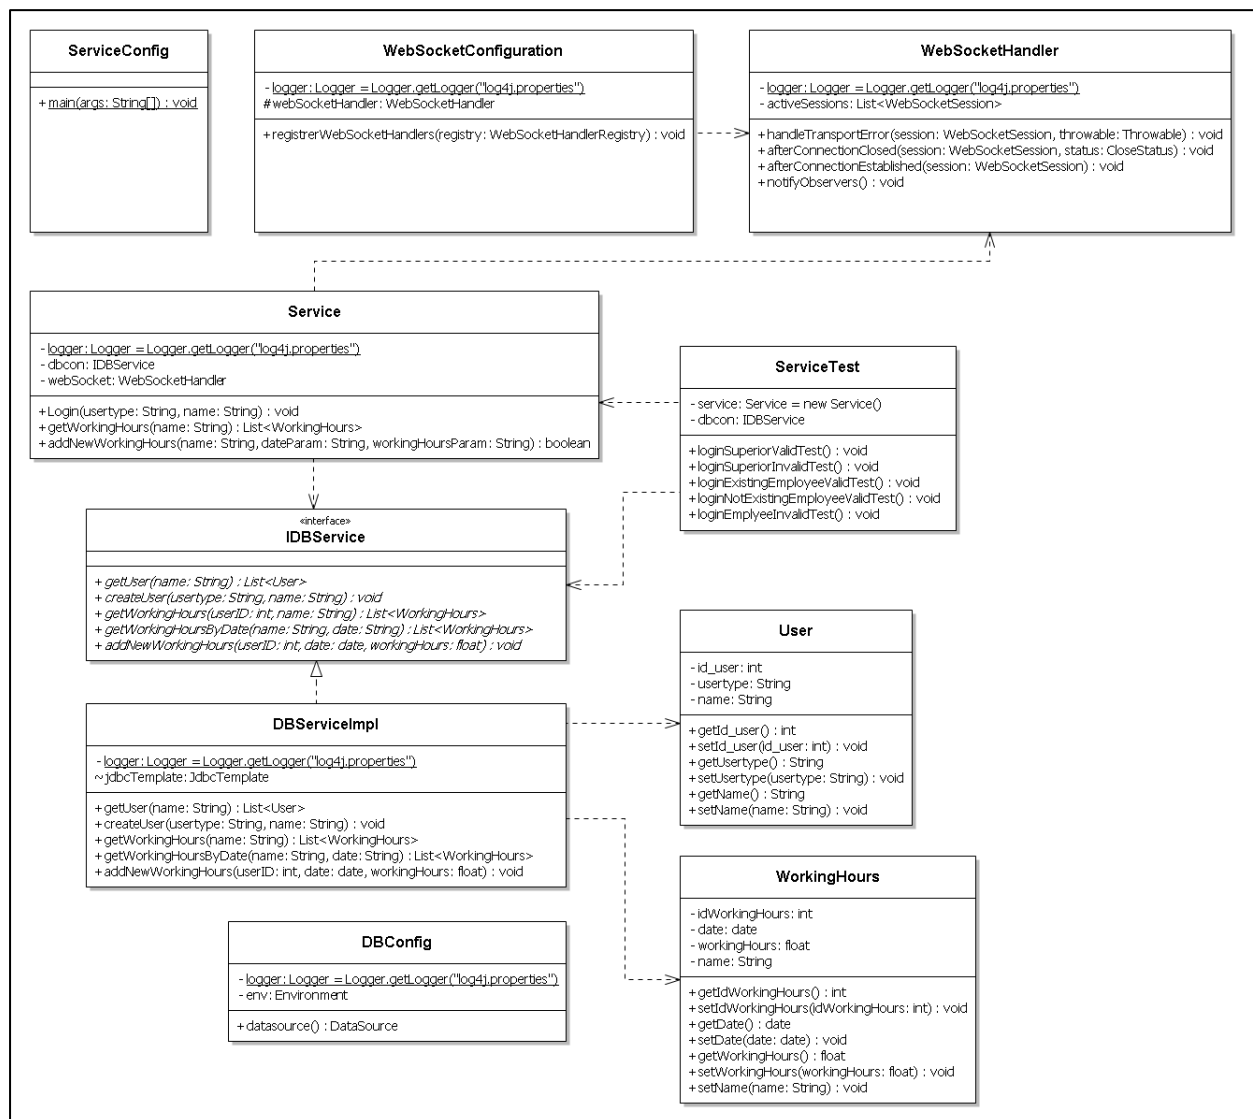 ServiceConfig
+ main(args: String[]) : void
WebSocketConfiguration
- logger: Logger = Logger.getLogger("log4j.properties")
# webSocketHandler: WebSocketHandler
+ registrerWebSocketHandlers(registry: WebSocketHandlerRegistry) : void
WebSocketHandler
- logger: Logger = Logger.getLogger("log4j.properties")
- activeSessions: List<WebSocketSession>
+ handleTransportError(session: WebSocketSession, throwable: Throwable) : void
+ afterConnectionClosed(session: WebSocketSession, status: CloseStatus) : void
+ afterConnectionEstablished(session: WebSocketSession) : void
+ notifyObservers() : void
Service
- logger: Logger = Logger.getLogger("log4j.properties")
- dbcon: IDBService
- webSocket: WebSocketHandler
+ Login(usertype: String, name: String) : void
+ getWorkingHours(name: String) : List<WorkingHours>
+ addNewWorkingHours(name: String, dateParam: String, workingHoursParam: String) : boolean
ServiceTest
- service: Service = new Service()
- dbcon: IDBService
+ loginSuperiorValidTest() : void
+ loginSuperiorInvalidTest() : void
+ loginExistingEmployeeValidTest() : void
+ loginNotExistingEmployeeValidTest() : void
+ loginEmplyeeInvalidTest() : void
«interface»
IDBService
+ getUser(name: String) : List<User>
+ createUser(usertype: String, name: String) : void
+ getWorkingHours(userID: int, name: String) : List<WorkingHours>
+ getWorkingHoursByDate(name: String, date: String) : List<WorkingHours>
+ addNewWorkingHours(userID: int, date: date, workingHours: float) : void
User
- id_user: int
- usertype: String
- name: String
+ getId_user() : int
+ setId_user(id_user: int) : void
+ getUsertype() : String
+ setUsertype(usertype: String) : void
+ getName() : String
+ setName(name: String) : void
DBServiceImpl
- logger: Logger = Logger.getLogger("log4j.properties")
~ jdbcTemplate: JdbcTemplate
+ getUser(name: String) : List<User>
+ createUser(usertype: String, name: String) : void
+ getWorkingHours(name: String) : List<WorkingHours>
+ getWorkingHoursByDate(name: String, date: String) : List<WorkingHours>
+ addNewWorkingHours(userID: int, date: date, workingHours: float) : void
WorkingHours
- idWorkingHours: int
- date: date
- workingHours: float
- name: String
+ getIdWorkingHours() : int
+ setIdWorkingHours(idWorkingHours: int) : void
+ getDate() : date
+ setDate(date: date) : void
+ getWorkingHours() : float
+ setWorkingHours(workingHours: float) : void
+ setName(name: String) : void
DBConfig
- logger: Logger = Logger.getLogger("log4j.properties")
- env: Environment
+ datasource() : DataSource